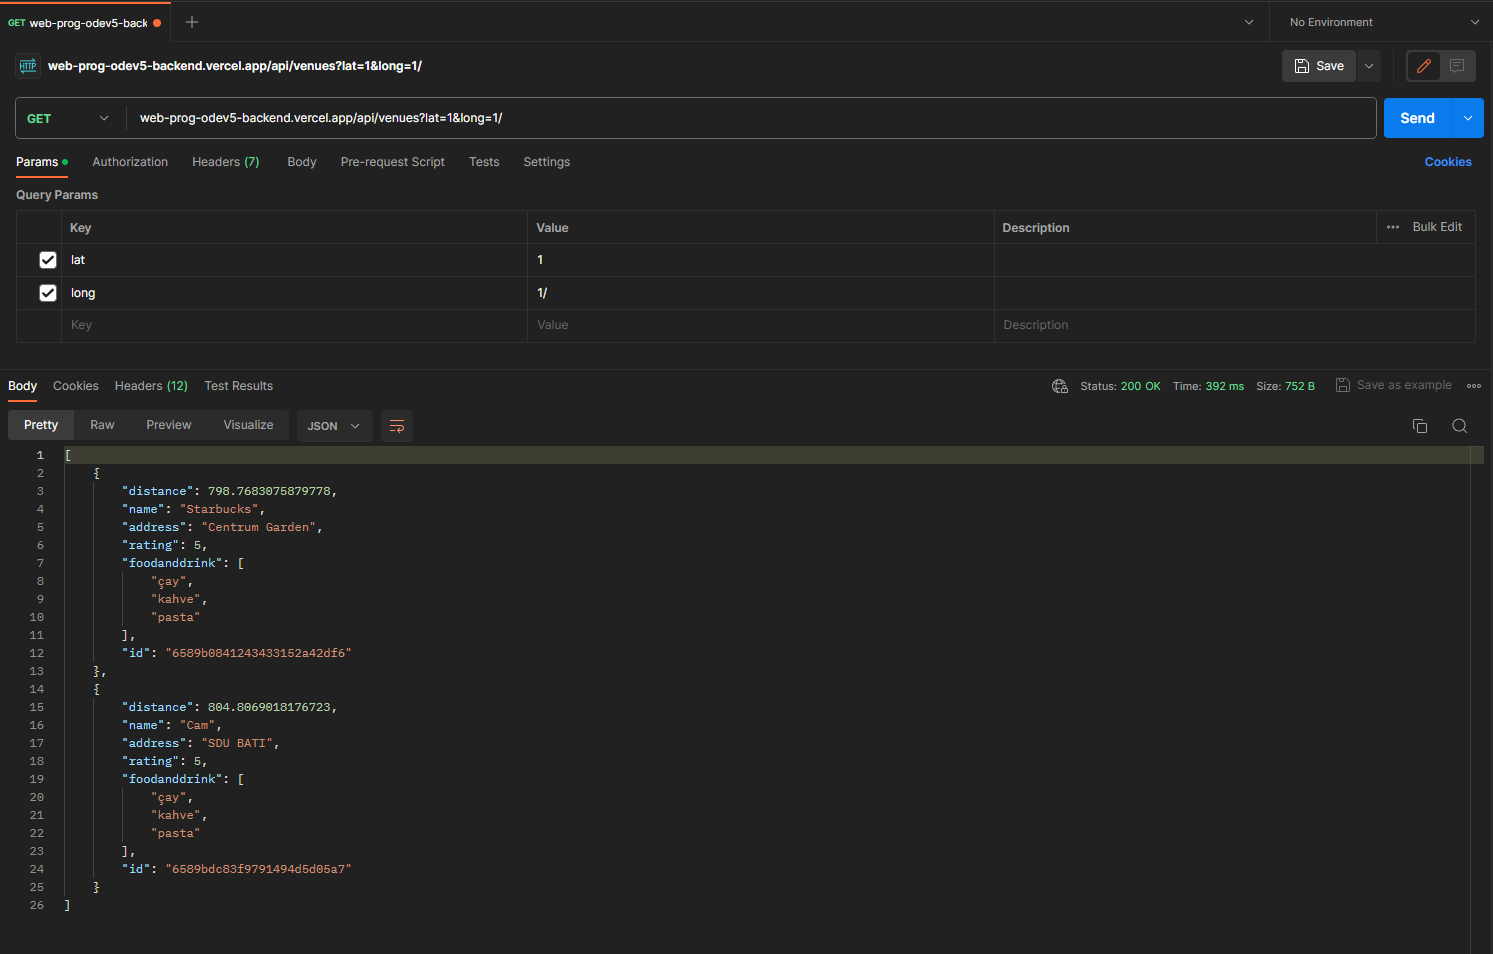 GET web-prog-odev5-back
No Environment
HTTP web-prog-odev5-backend.vercel.app/api/venues?lat=1&long=1/
Save
GET web-prog-odev5-backend.vercel.app/api/venues?lat=1&long=1/ Send
Params Authorization Headers (7) Body Pre-request Script Tests Settings Cookies
Query Params
Key Value Description Bulk Edit
lat 1
long 1/
Key Value Description
Body Cookies Headers (12) Test Results Status: 200 OK Time: 392 ms Size: 752 B Save as example
Pretty Raw Preview Visualize JSON
1 [
2 {
3 "distance": 798.7683075879778,
4 "name": "Starbucks",
5 "address": "Centrum Garden",
6 "rating": 5,
7 "foodanddrink": [
8 "çay",
9 "kahve",
10 "pasta"
11 ],
12 "id": "6589b0841243433152a42df6"
13 },
14 {
15 "distance": 804.8069018176723,
16 "name": "Cam",
17 "address": "SDU BATI",
18 "rating": 5,
19 "foodanddrink": [
20 "çay",
21 "kahve",
22 "pasta"
23 ],
24 "id": "6589bdc83f9791494d5d05a7"
25 }
26 ]